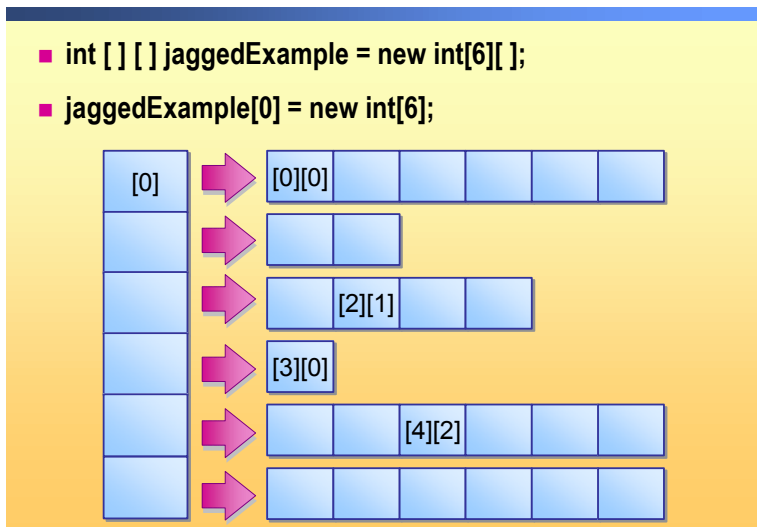 int [ ] [ ] jaggedExample = new int[6][ ];
jaggedExample[0] = new int[6];
[0] [0][0]
[2][1]
[3][0]
[4][2]